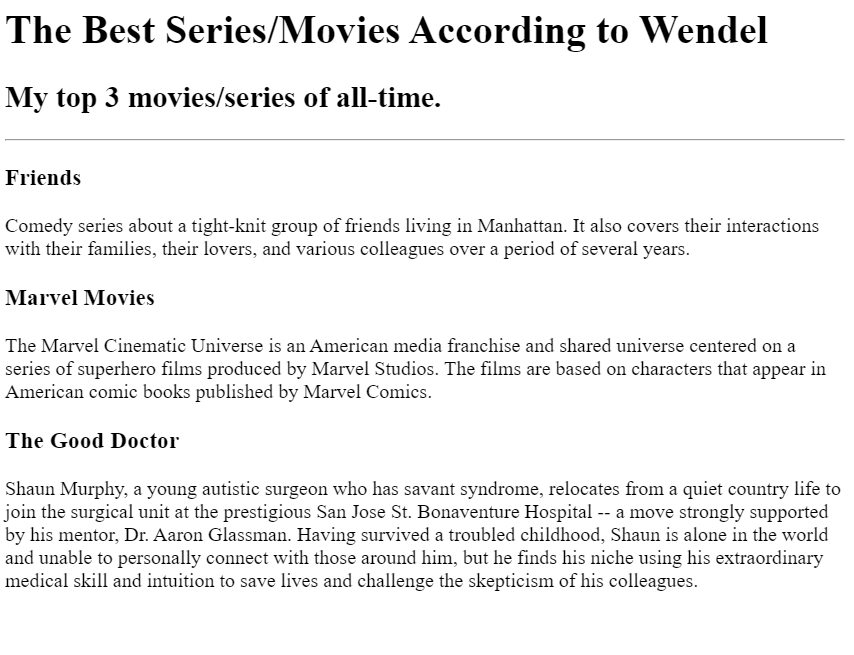 The Best Series/Movies According to Wendel
My top 3 movies/series of all-time.
Friends
Comedy series about a tight-knit group of friends living in Manhattan. It also covers their interactions
with their families, their lovers, and various colleagues over a period of several years.
Marvel Movies
The Marvel Cinematic Universe is an American media franchise and shared universe centered on a
series of superhero films produced by Marvel Studios. The films are based on characters that appear in
American comic books published by Marvel Comics.
The Good Doctor
Shaun Murphy, a young autistic surgeon who has savant syndrome, relocates from a quiet country life to
join the surgical unit at the prestigious San Jose St. Bonaventure Hospital -- a move strongly supported
by his mentor, Dr. Aaron Glassman. Having survived a troubled childhood, Shaun is alone in the world
and unable to personally connect with those around him, but he finds his niche using his extraordinary
medical skill and intuition to save lives and challenge the skepticism of his colleagues.